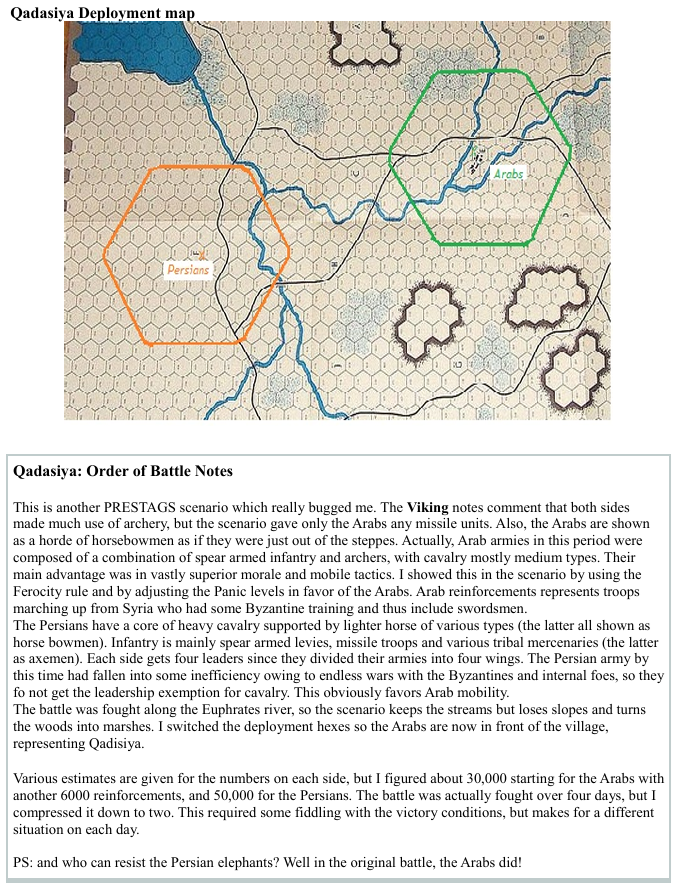 Qadasiya Deployment map
Arabs
Persians
Qadasiya: Order of Battle Notes
This is another PRESTAGS scenario which really bugged me. The Viking notes comment that both sides
made much use of archery, but the scenario gave only the Arabs any missile units. Also, the Arabs are shown
as a horde of horsebowmen as if they were just out of the steppes. Actually, Arab armies in this period were
composed of a combination of spear armed infantry and archers, with cavalry mostly medium types. Their
main advantage was in vastly superior morale and mobile tactics. I showed this in the scenario by using the
Ferocity rule and by adjusting the Panic levels in favor of the Arabs. Arab reinforcements represents troops
marching up from Syria who had some Byzantine training and thus include swordsmen.
The Persians have a core of heavy cavalry supported by lighter horse of various types (the latter all shown as
horse bowmen). Infantry is mainly spear armed levies, missile troops and various tribal mercenaries (the latter
as axemen). Each side gets four leaders since they divided their armies into four wings. The Persian army by
this time had fallen into some inefficiency owing to endless wars with the Byzantines and internal foes, so they
fo not get the leadership exemption for cavalry. This obviously favors Arab mobility.
The battle was fought along the Euphrates river, so the scenario keeps the streams but loses slopes and turns
the woods into marshes. I switched the deployment hexes so the Arabs are now in front of the village,
representing Qadisiya.
Various estimates are given for the numbers on each side, but I figured about 30,000 starting for the Arabs with
another 6000 reinforcements, and 50,000 for the Persians. The battle was actually fought over four days, but I
compressed it down to two. This required some fiddling with the victory conditions, but makes for a different
situation on each day.
PS: and who can resist the Persian elephants? Well in the original battle, the Arabs did!